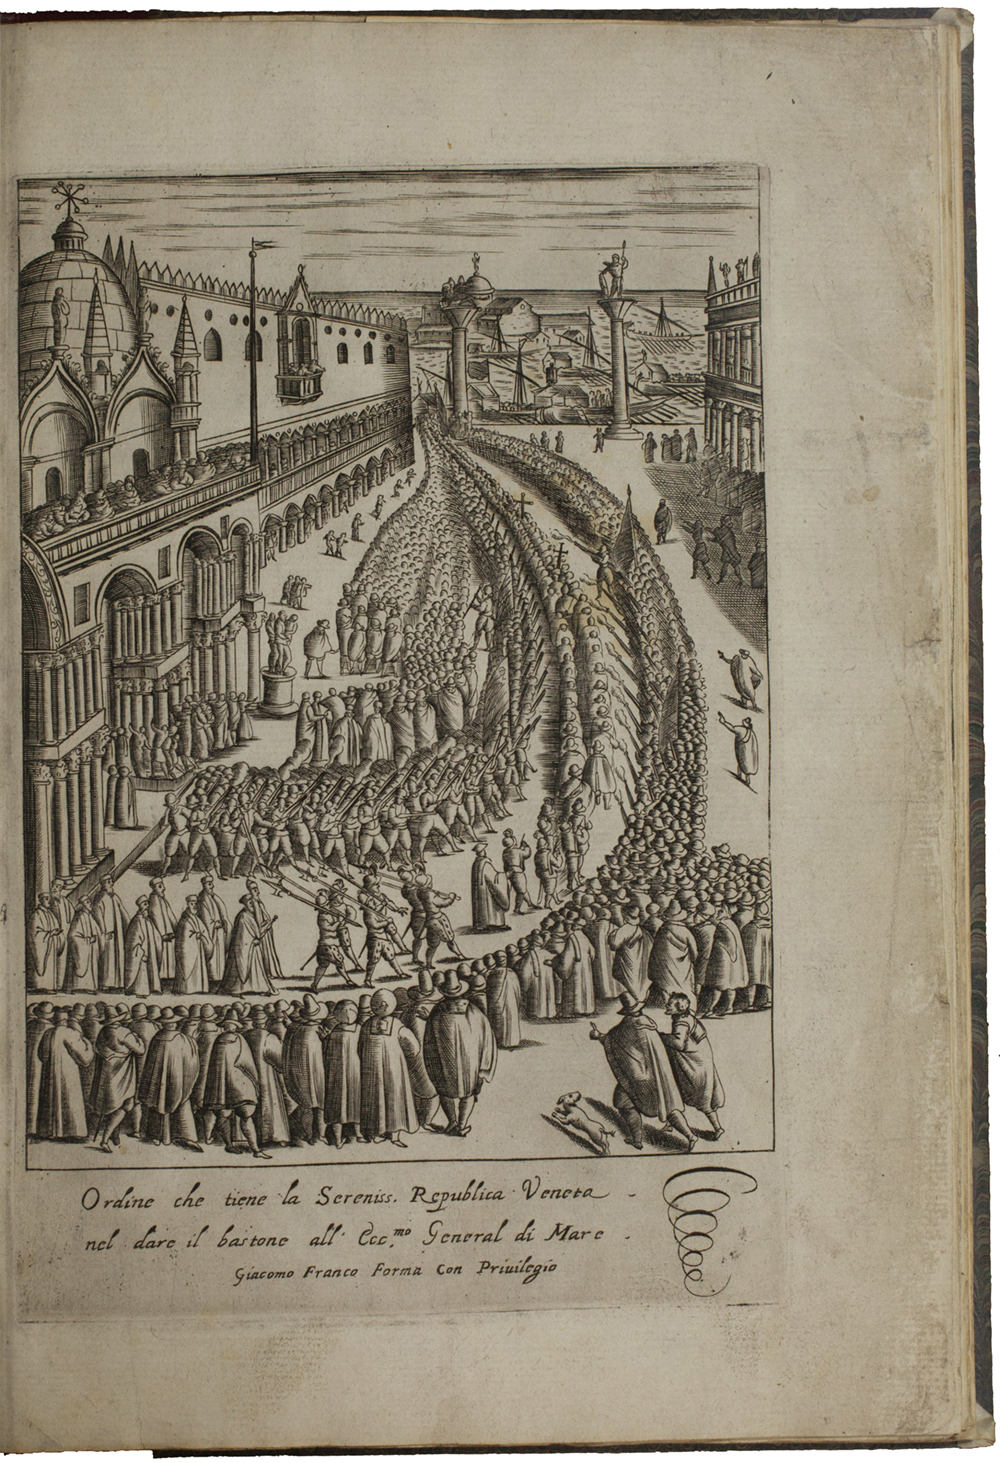 Ordine che tiene la Sereniss. Republica Veneta
nel dare il bastone all' Ecc.mo General di Mare.
Giacomo Franco Forma Con Priuilegio